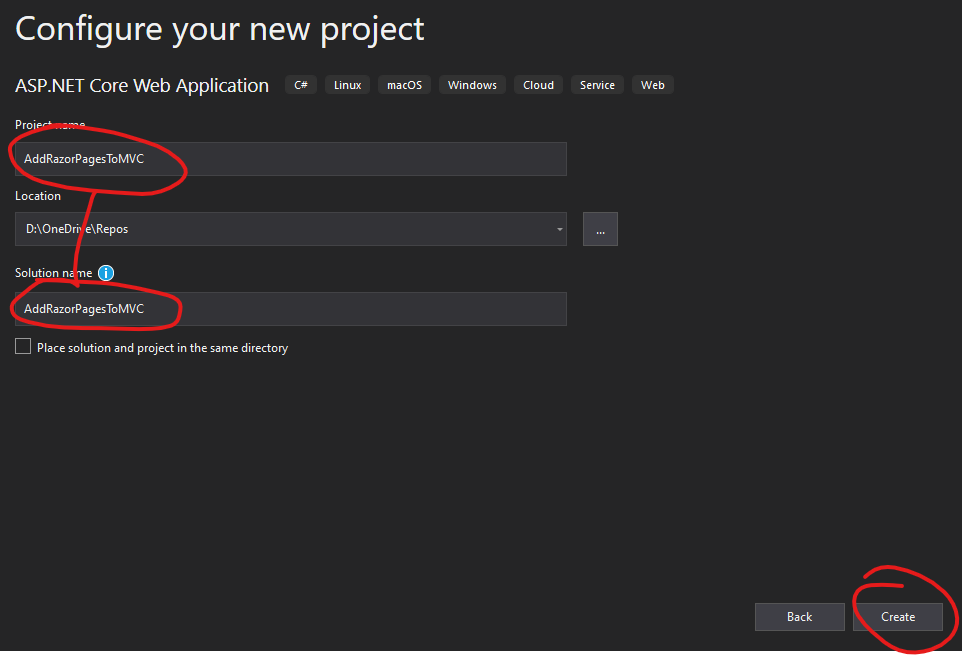 Configure your new project
ASP.NET Core Web Application C# Linux macOS Windows Cloud Service Web
Project name
AddRazorPagesToMVC
Location
D:\OneDrive\Repos ...
Solution name i
AddRazorPagesToMVC
Place solution and project in the same directory
Back Create